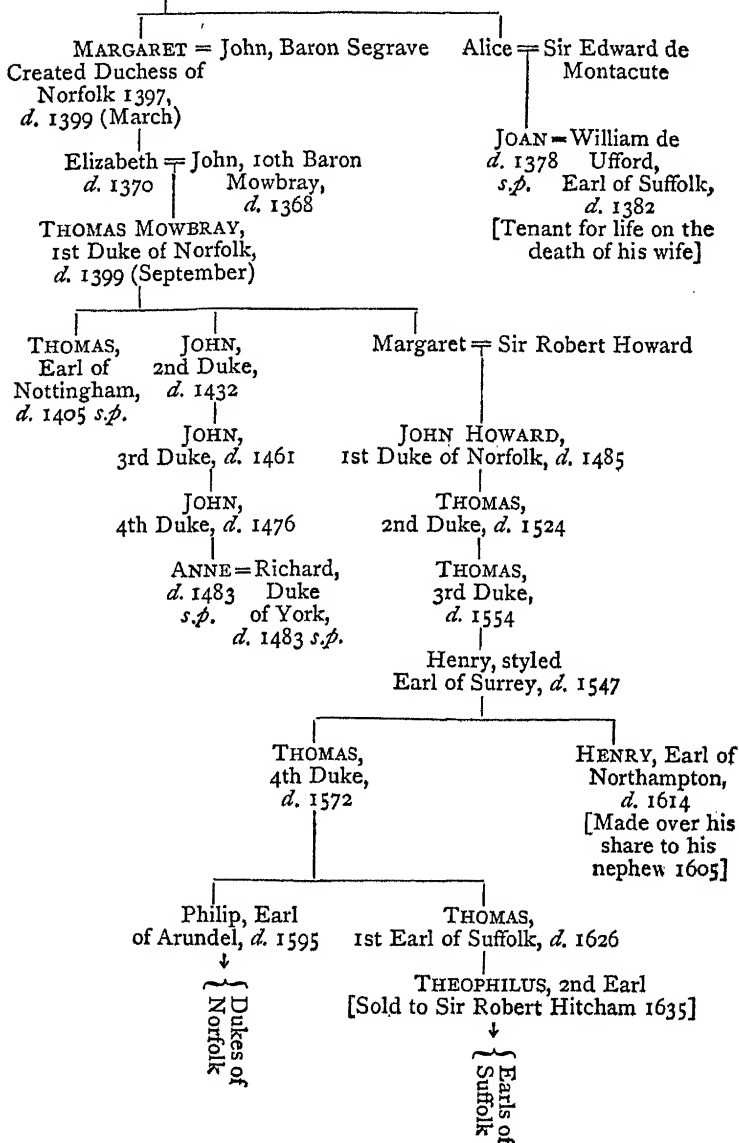 MARGARET = John, Baron Segrave
Created Duchess of
Norfolk 1397,
d. 1399 (March)
Alice = Sir Edward de
Montacute
JOAN = William de
d. 1378 Ufford,
s.p. Earl of Suffolk,
d. 1382
[Tenant for life on the
death of his wife]
Elizabeth = John, 10th Baron
d. 1370 Mowbray,
d. 1368
THOMAS MOWBRAY,
1st Duke of Norfolk,
d. 1399 (September)
THOMAS,
Earl of
Nottingham,
d. 1405 s.p.
JOHN,
2nd Duke,
d. 1432
Margaret = Sir Robert Howard
JOHN,
3rd Duke, d. 1461
JOHN HOWARD,
1st Duke of Norfolk, d. 1485
JOHN,
4th Duke, d. 1476
THOMAS,
2nd Duke, d. 1524
ANNE = Richard,
d. 1483 Duke
s.p. of York,
d. 1483 s.p.
THOMAS,
3rd Duke,
d. 1554
Henry, styled
Earl of Surrey, d. 1547
THOMAS,
4th Duke,
d. 1572
HENRY, Earl of
Northampton,
d. 1614
[Made over his
share to his
nephew 1605]
Philip, Earl
of Arundel, d. 1595
THOMAS,
1st Earl of Suffolk, d. 1626
THEOPHILUS, 2nd Earl
[Sold to Sir Robert Hitcham 1635]
Dukes of
Norfolk
Earls of
Suffolk